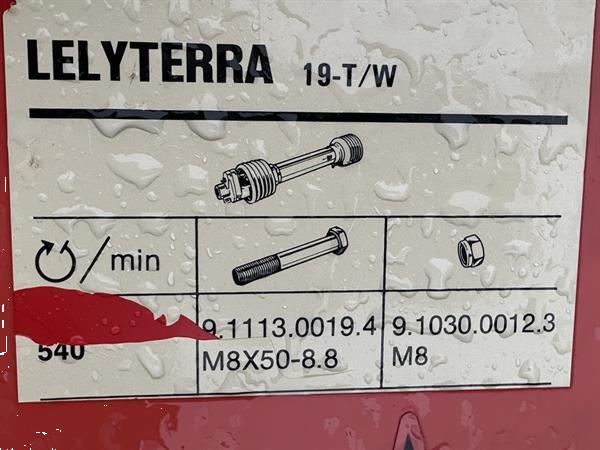 LELYTERRA 19-T/W
/min
540 9.1113.0019.4 9.1030.0012.3
M8X50-8.8 M8